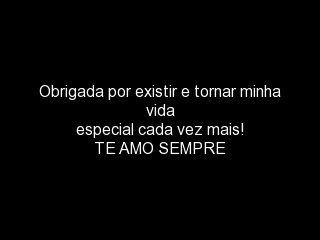 Obrigada por existir e tornar minha
vida
especial cada vez mais!
TE AMO SEMPRE